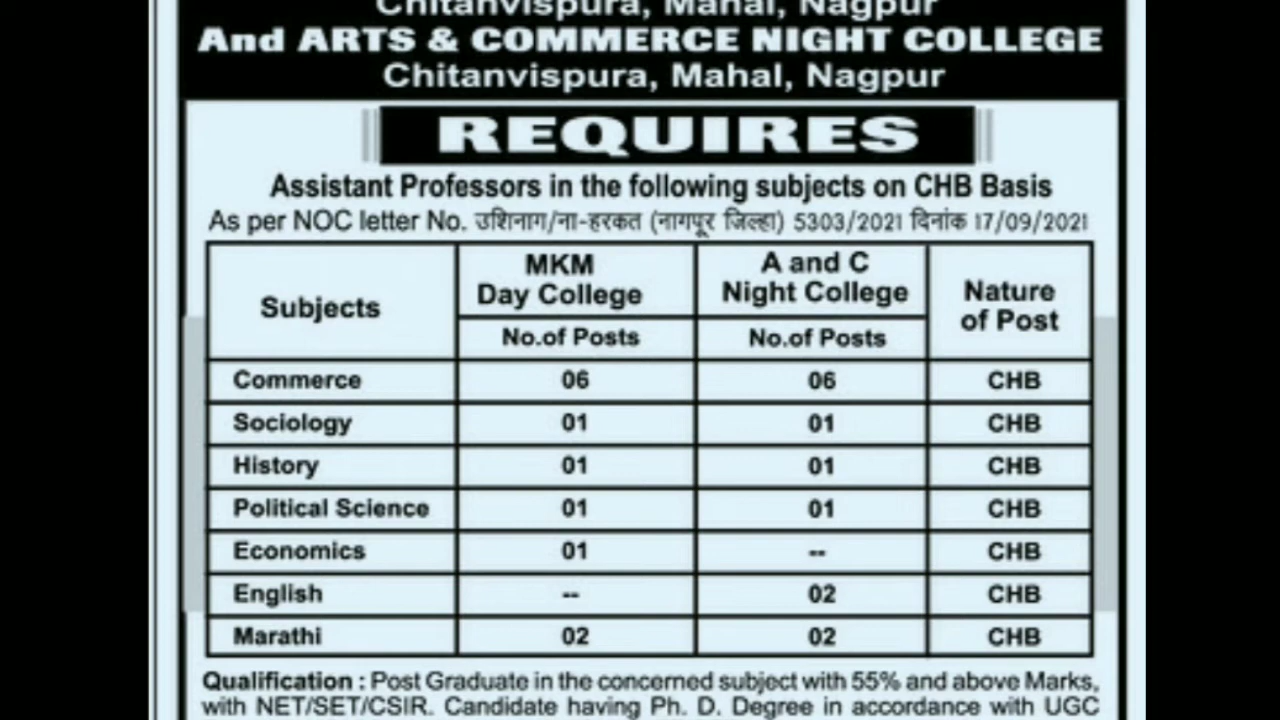 Chitanvispura, Mahal, Nagpur
And ARTS & COMMERCE NIGHT COLLEGE
Chitanvispura, Mahal, Nagpur
REQUIRES
Assistant Professors in the following subjects on CHB Basis
As per NOC letter No. उशिनाग/ना-हरकत (नागपूर जिल्हा) 5303/2021 दिनांक 17/09/2021
Subjects MKM Day College No.of Posts A and C Night College No.of Posts Nature of Post
Commerce 06 06 CHB
Sociology 01 01 CHB
History 01 01 CHB
Political Science 01 01 CHB
Economics 01 -- CHB
English -- 02 CHB
Marathi 02 02 CHB
Qualification : Post Graduate in the concerned subject with 55% and above Marks,
with NET/SET/CSIR. Candidate having Ph. D. Degree in accordance with UGC